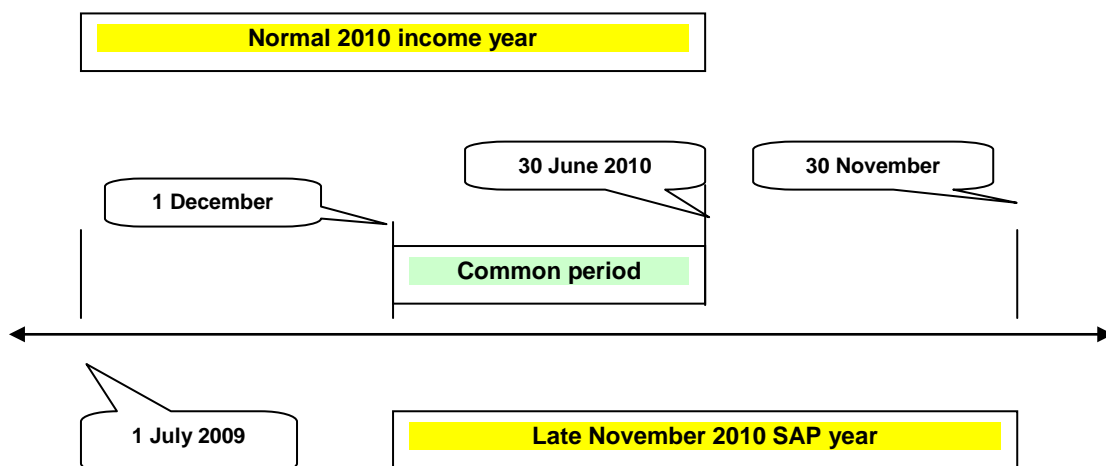 Normal 2010 income year
30 June 2010
30 November
1 December
Common period
1 July 2009
Late November 2010 SAP year